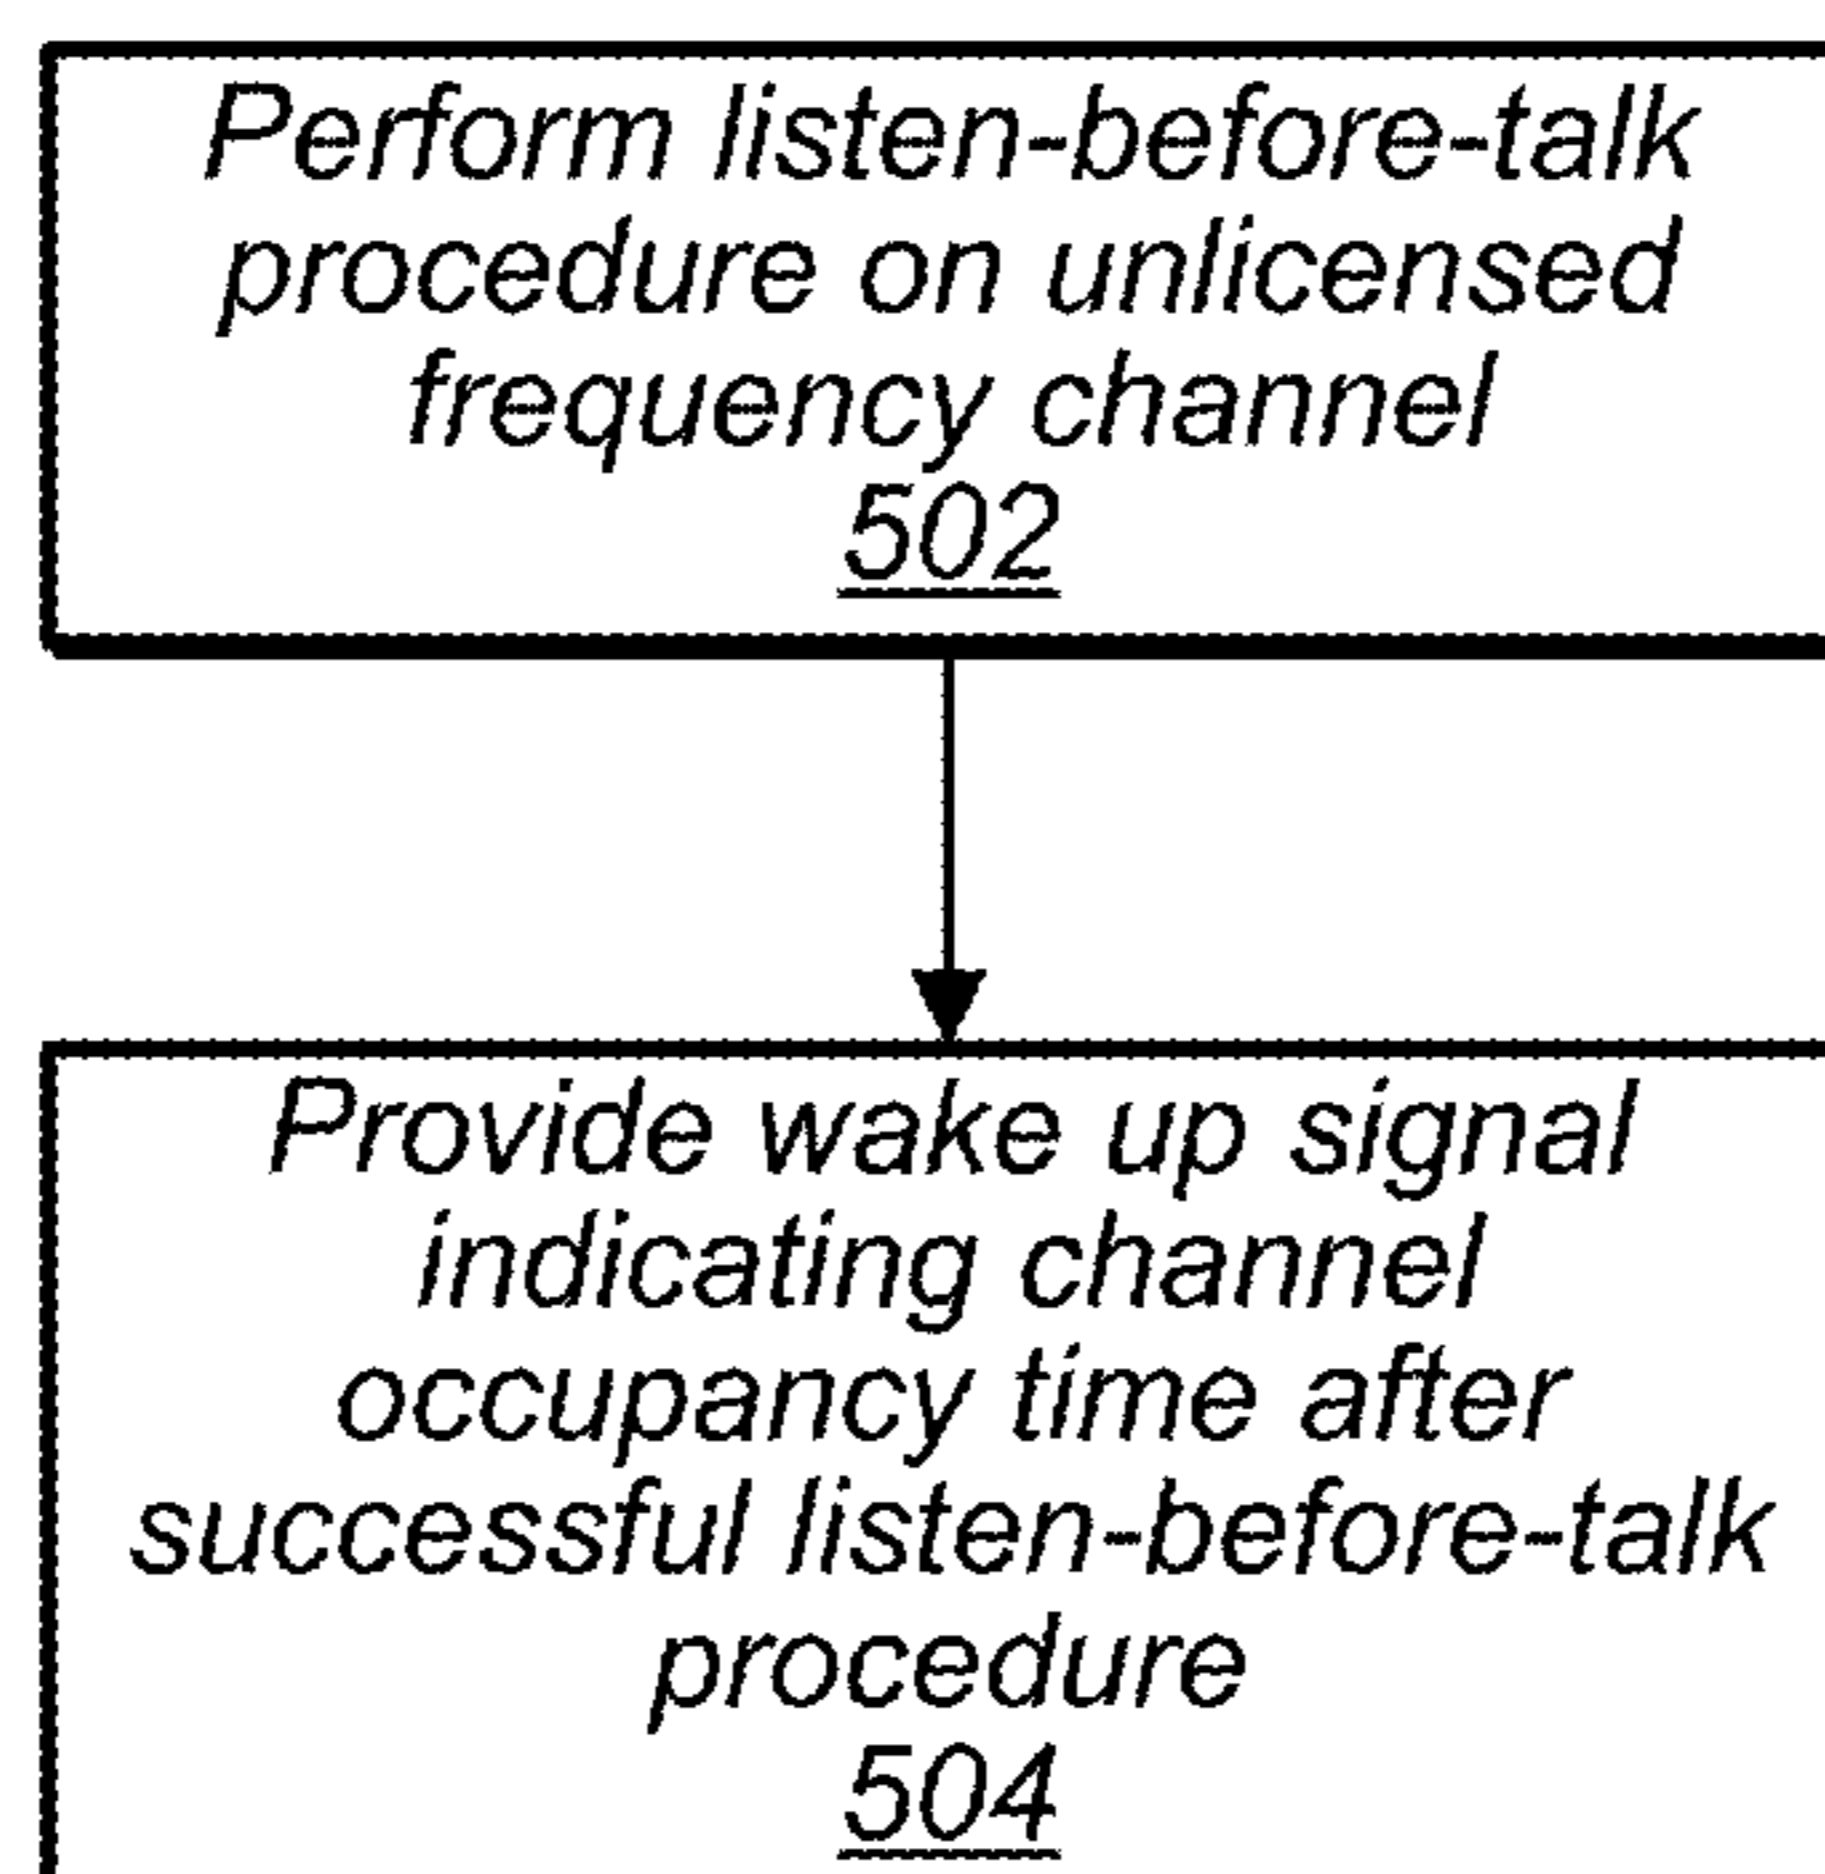 Perform listen-before-talk
procedure on unlicensed
frequency channel
502
Provide wake up signal
indicating channel
occupancy time after
successful listen-before-talk
procedure
504